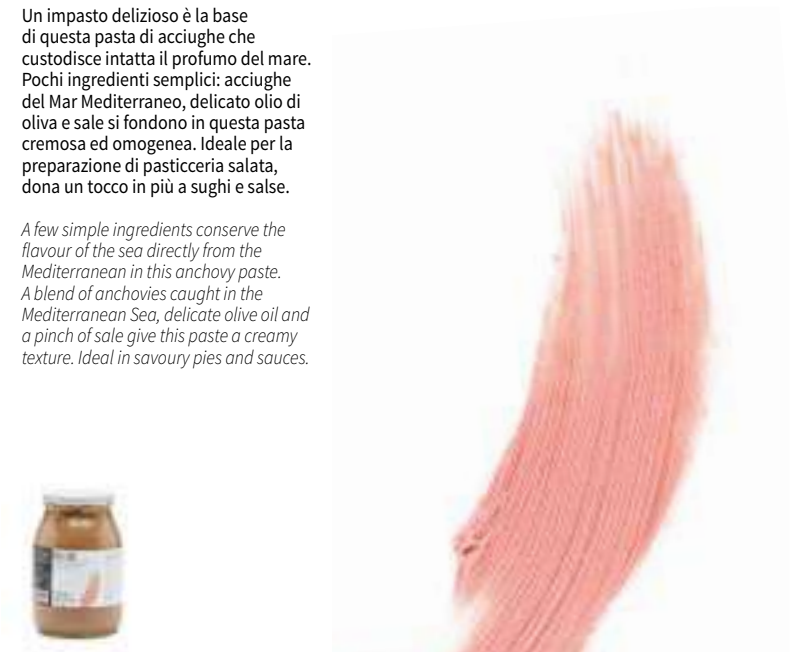 Un impasto delizioso è la base
di questa pasta di acciughe che
custodisce intatta il profumo del mare.
Pochi ingredienti semplici: acciughe
del Mar Mediterraneo, delicato olio di
oliva e sale si fondono in questa pasta
cremosa ed omogenea. Ideale per la
preparazione di pasticceria salata,
dona un tocco in più a sughi e salse.
A few simple ingredients conserve the
flavour of the sea directly from the
Mediterranean in this anchovy paste.
A blend of anchovies caught in the
Mediterranean Sea, delicate olive oil and
a pinch of sale give this paste a creamy
texture. Ideal in savoury pies and sauces.